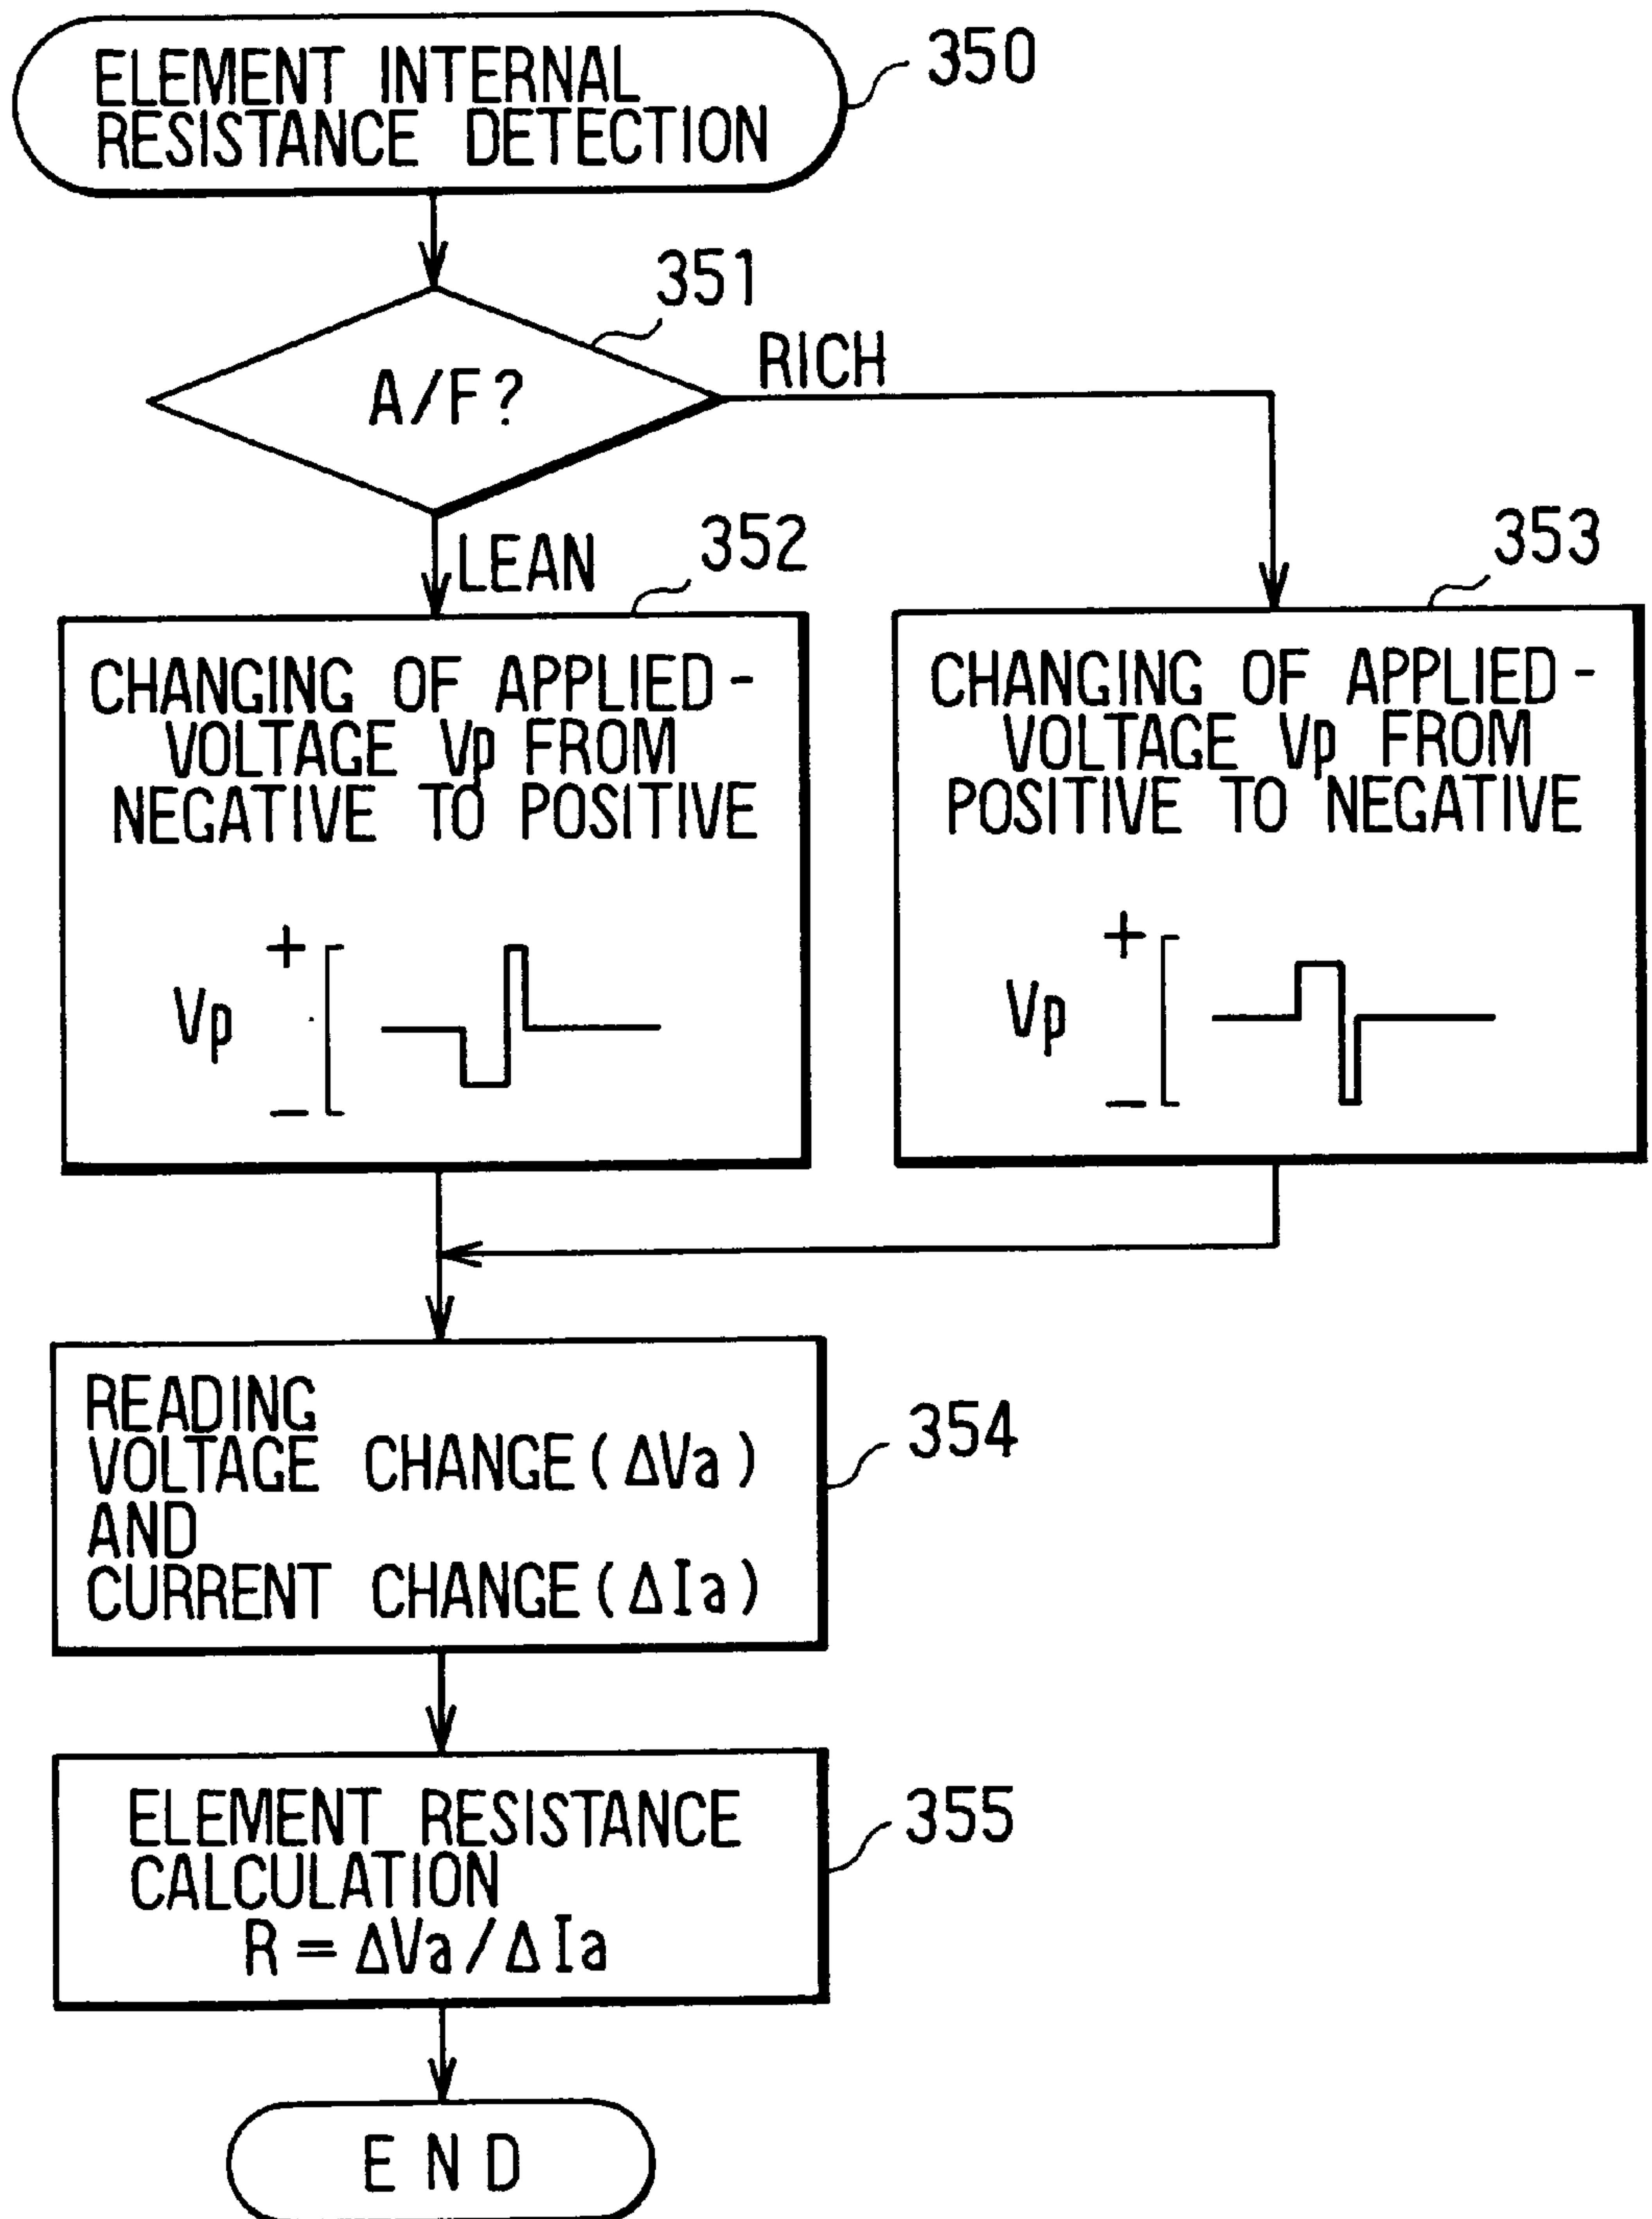 ELEMENT INTERNAL
RESISTANCE DETECTION
350
351
A/F?
RICH
LEAN
352
CHANGING OF APPLIED-
VOLTAGE Vp FROM
NEGATIVE TO POSITIVE
Vp
+
−
353
CHANGING OF APPLIED-
VOLTAGE Vp FROM
POSITIVE TO NEGATIVE
Vp
+
−
READING
VOLTAGE CHANGE(ΔVa)
AND
CURRENT CHANGE(ΔIa)
354
ELEMENT RESISTANCE
CALCULATION
R=ΔVa/ΔIa
355
END